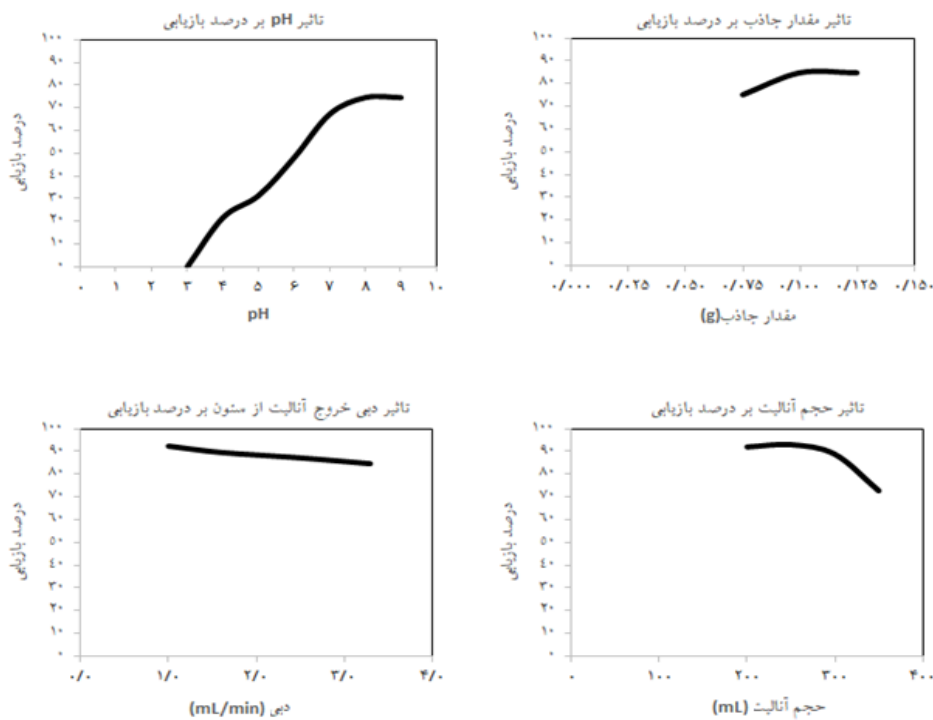 تاثیر pH بر درصد بازیابی
۱۰۰
۹۰
۸۰
۷۰
۶۰
۵۰
۴۰
۳۰
۲۰
۱۰
۰
درصد بازیابی
۰ ۱ ۲ ۳ ۴ ۵ ۶ ۷ ۸ ۹ ۱۰
pH
تاثیر مقدار جاذب بر درصد بازیابی
۱۰۰
۹۰
۸۰
۷۰
۶۰
۵۰
۴۰
۳۰
۲۰
۱۰
۰
درصد بازیابی
۰/۰۰۰ ۰/۰۲۵ ۰/۰۵۰ ۰/۰۷۵ ۰/۱۰۰ ۰/۱۲۵ ۰/۱۵۰
مقدار جاذب(g)
تاثیر دبی خروج آنالیت از ستون بر درصد بازیابی
۱۰۰
۹۰
۸۰
۷۰
۶۰
۵۰
۴۰
۳۰
۲۰
۱۰
۰
درصد بازیابی
۰/۰ ۱/۰ ۲/۰ ۳/۰ ۴/۰
دبی (mL/min)
تاثیر حجم آنالیت بر درصد بازیابی
۱۰۰
۹۰
۸۰
۷۰
۶۰
۵۰
۴۰
۳۰
۲۰
۱۰
۰
درصد بازیابی
۰ ۱۰۰ ۲۰۰ ۳۰۰ ۴۰۰
حجم آنالیت (mL)